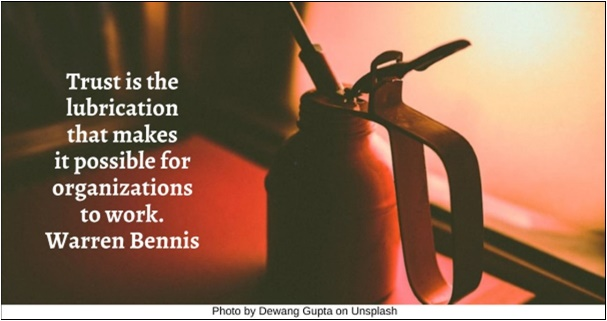 Trust is the
lubrication
that makes
it possible for
organizations
to work.
Warren Bennis
Photo by Dewang Gupta on Unsplash